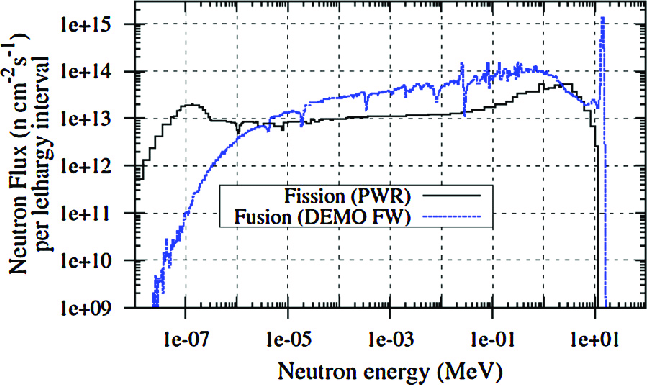 Neutron Flux (n cm-2 s-1)
per lethargy interval
1e+15
1e+14
1e+13
1e+12
1e+11
1e+10
1e+09
Fission (PWR)
Fusion (DEMO FW)
1e-07 1e-05 1e-03 1e-01 1e+01
Neutron energy (MeV)